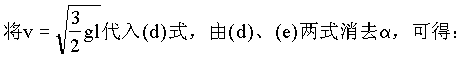 将v = √(3/2 gl)代入(d)式，由(d)、(e)两式消去α，可得：